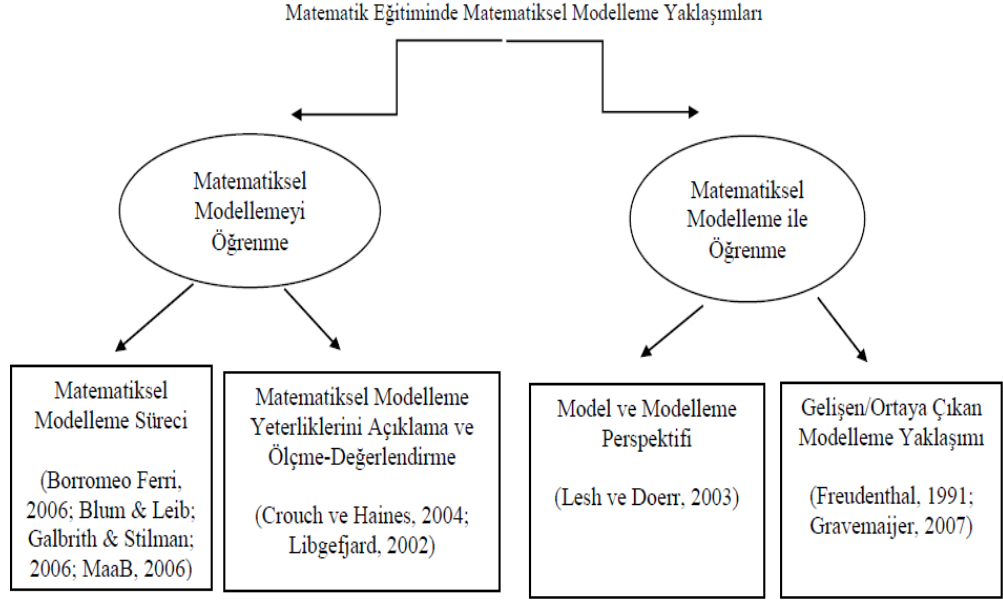 Matematik Eğitiminde Matematiksel Modelleme Yaklaşımları
Matematiksel
Modellemeyi
Öğrenme
Matematiksel
Modelleme ile
Öğrenme
Matematiksel
Modelleme Süreci
(Borromeo Ferri,
2006; Blum & Leib;
Galbrith & Stilman;
2006; MaaB, 2006)
Matematiksel Modelleme
Yeterliklerini Açıklama ve
Ölçme-Değerlendirme
(Crouch ve Haines, 2004;
Libgefjard, 2002)
Model ve Modelleme
Perspektifi
(Lesh ve Doerr, 2003)
Gelişen/Ortaya Çıkan
Modelleme Yaklaşımı
(Freudenthal, 1991;
Gravemaijer, 2007)